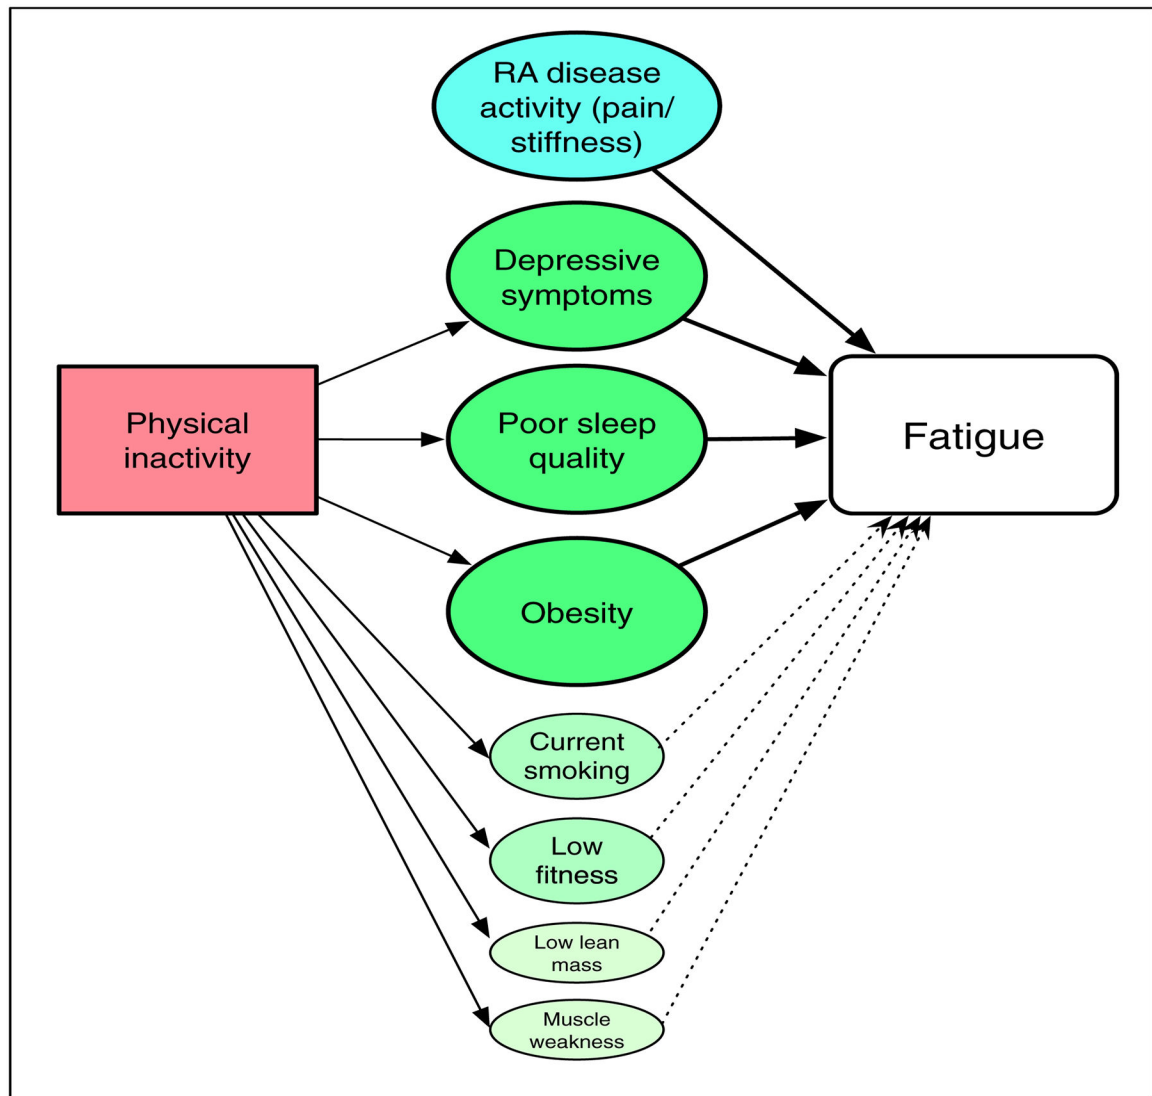 RA disease
activity (pain/
stiffness)
Depressive
symptoms
Physical
inactivity
Poor sleep
quality
Fatigue
Obesity
Current
smoking
Low
fitness
Low lean
mass
Muscle
weakness